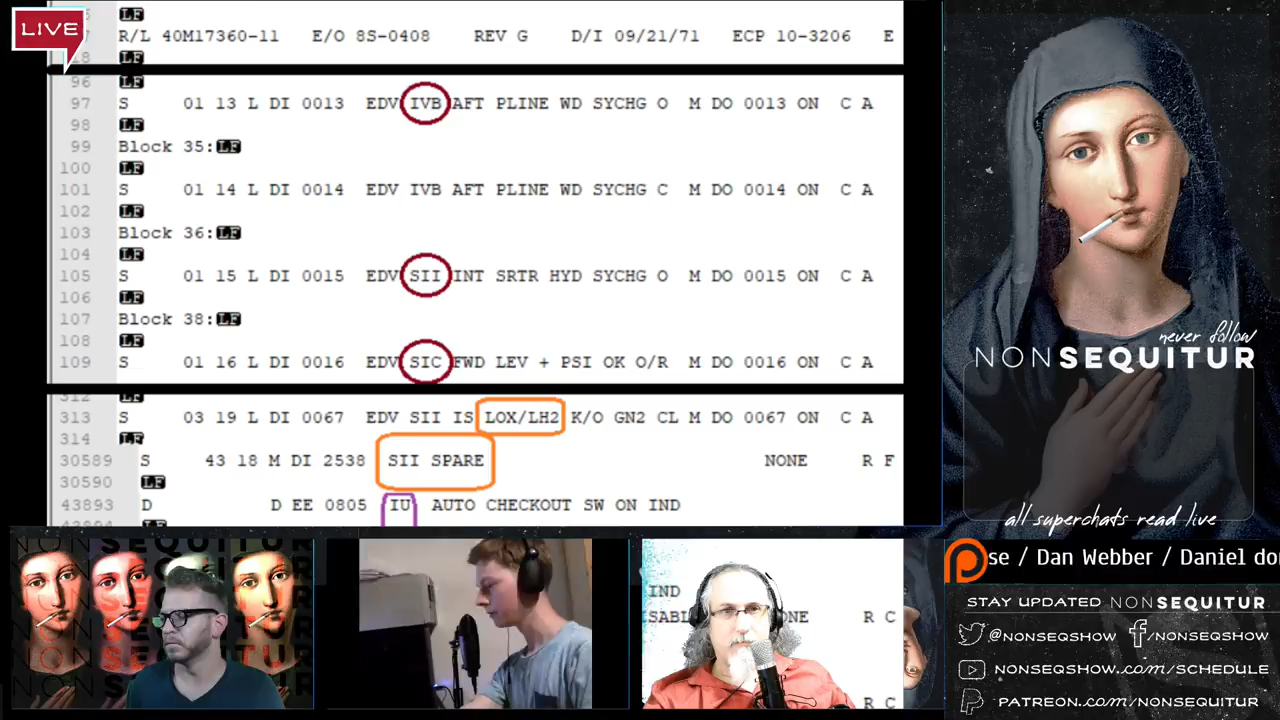 LIVE
LF
R/L 40M17360-11 E/O 8S-0408 REV G D/I 09/21/71 ECP 10-3206 E
LF
96 LF
97 S 01 13 L DI 0013 EDV IVB AFT PLINE WD SYCHG O M DO 0013 ON C A
98 LF
99 Block 35:LF
100 LF
101 S 01 14 L DI 0014 EDV IVB AFT PLINE WD SYCHG C M DO 0014 ON C A
102 LF
103 Block 36:LF
104 LF
105 S 01 15 L DI 0015 EDV SII INT SRTR HYD SYCHG O M DO 0015 ON C A
106 LF
107 Block 38:LF
108 LF
109 S 01 16 L DI 0016 EDV SIC FWD LEV + PSI OK O/R M DO 0016 ON C A
312 LF
313 S 03 19 L DI 0067 EDV SII IS LOX/LH2 K/O GN2 CL M DO 0067 ON C A
314 LF
30589 S 43 18 M DI 2538 SII SPARE NONE R F
30590 LF
43893 D D EE 0805 IU AUTO CHECKOUT SW ON IND
LF
never follow
NONSEQUITUR
all superchats read live
se / Dan Webber / Daniel do
STAY UPDATED NONSEQUITUR
@NONSEQSHOW /NONSEQSHOW
NONSEQSHOW.com/SCHEDULE
PATREON.com/NONSEQUITUR
NONSEQUITUR
IND
R C
R C